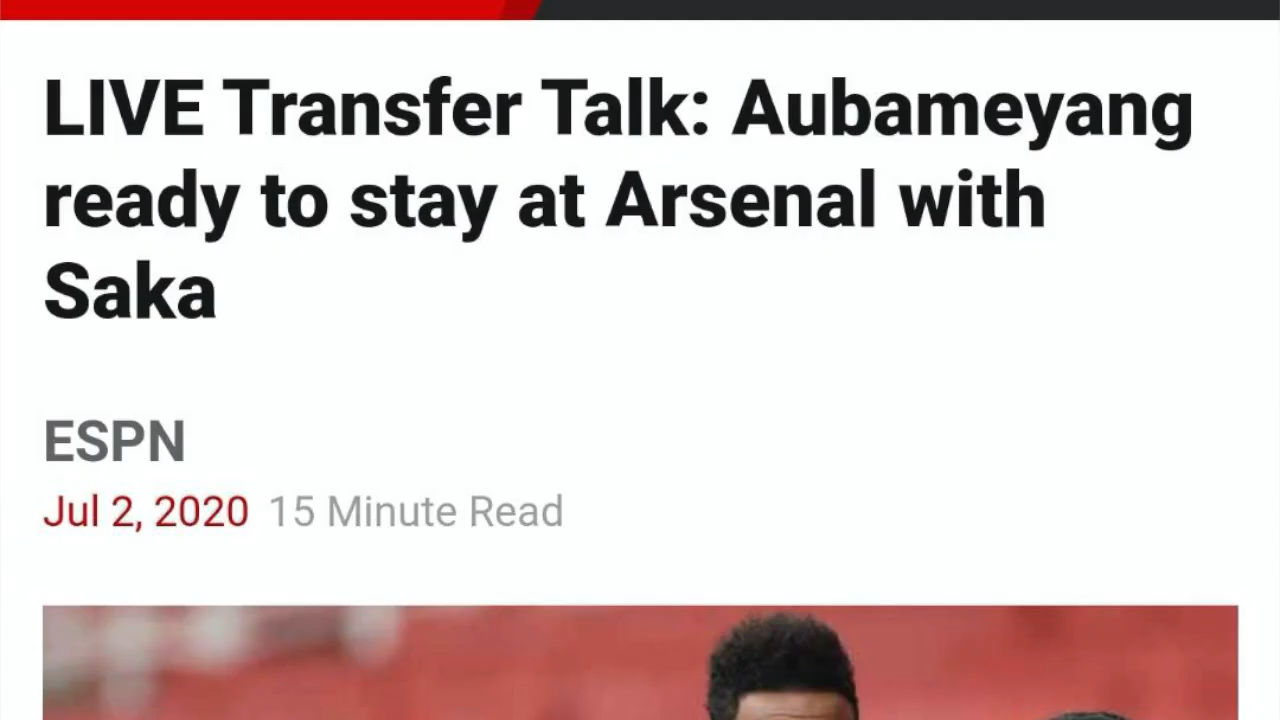 LIVE Transfer Talk: Aubameyang
ready to stay at Arsenal with
Saka
ESPN
Jul 2, 2020 15 Minute Read